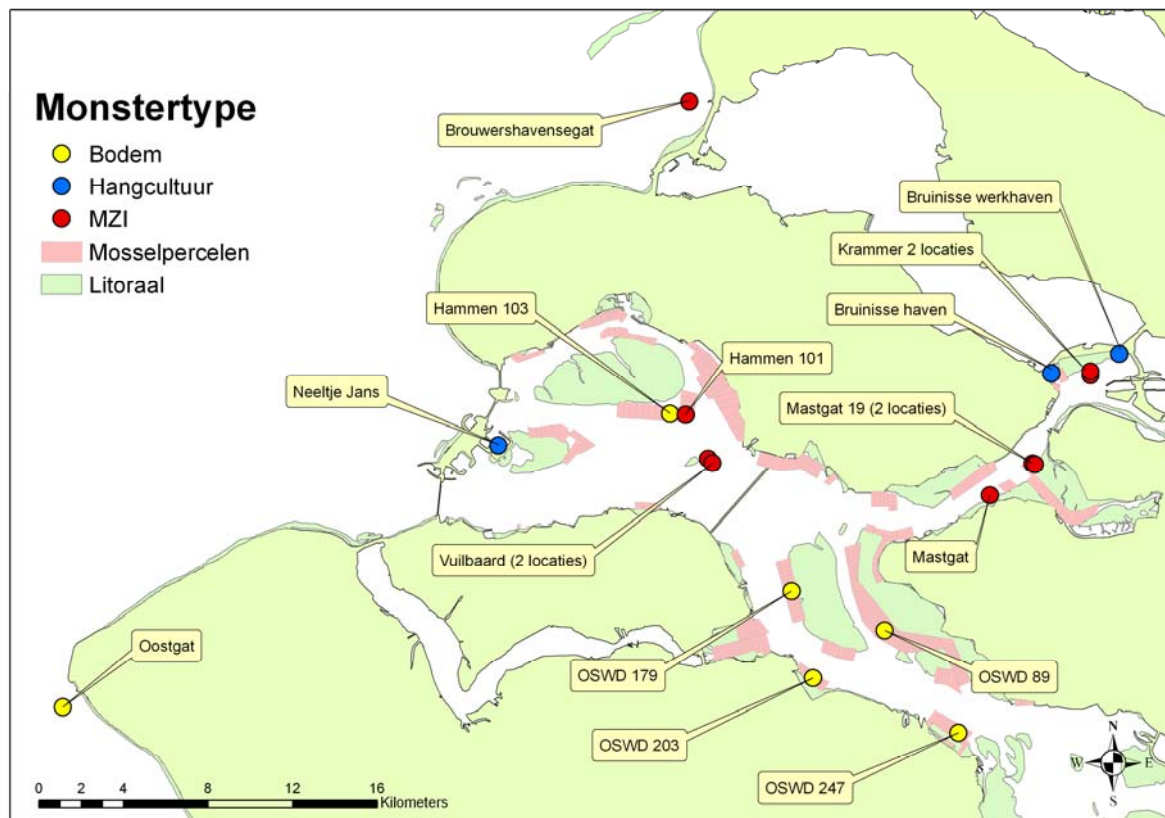 Monstertype
Bodem
Hangcultuur
MZI
Mosselpercelen
Litoraal
Brouwershavensegat
Bruinisse werkhaven
Krammer 2 locaties
Bruinisse haven
Hammen 103
Hammen 101
Neeltje Jans
Mastgat 19 (2 locaties)
Vuilbaard (2 locaties)
Mastgat
Oostgat
OSWD 179
OSWD 89
OSWD 203
OSWD 247
N
W E
S
0 2 4 8 12 16
Kilometers